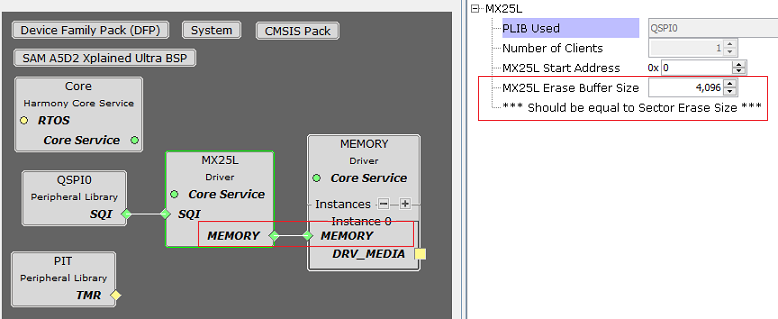 Device Family Pack (DFP)
System
CMSIS Pack
SAM A5D2 Xplained Ultra BSP
Core
Harmony Core Service
RTOS
Core Service
QSPI0
Peripheral Library
SQI
MX25L
Driver
Core Service
SQI
MEMORY
MEMORY
Driver
Core Service
Instances
Instance 0
MEMORY
DRV_MEDIA
PIT
Peripheral Library
TMR
MX25L
PLIB Used QSPI0
Number of Clients 1
MX25L Start Address 0x 0
MX25L Erase Buffer Size 4,096
*** Should be equal to Sector Erase Size ***